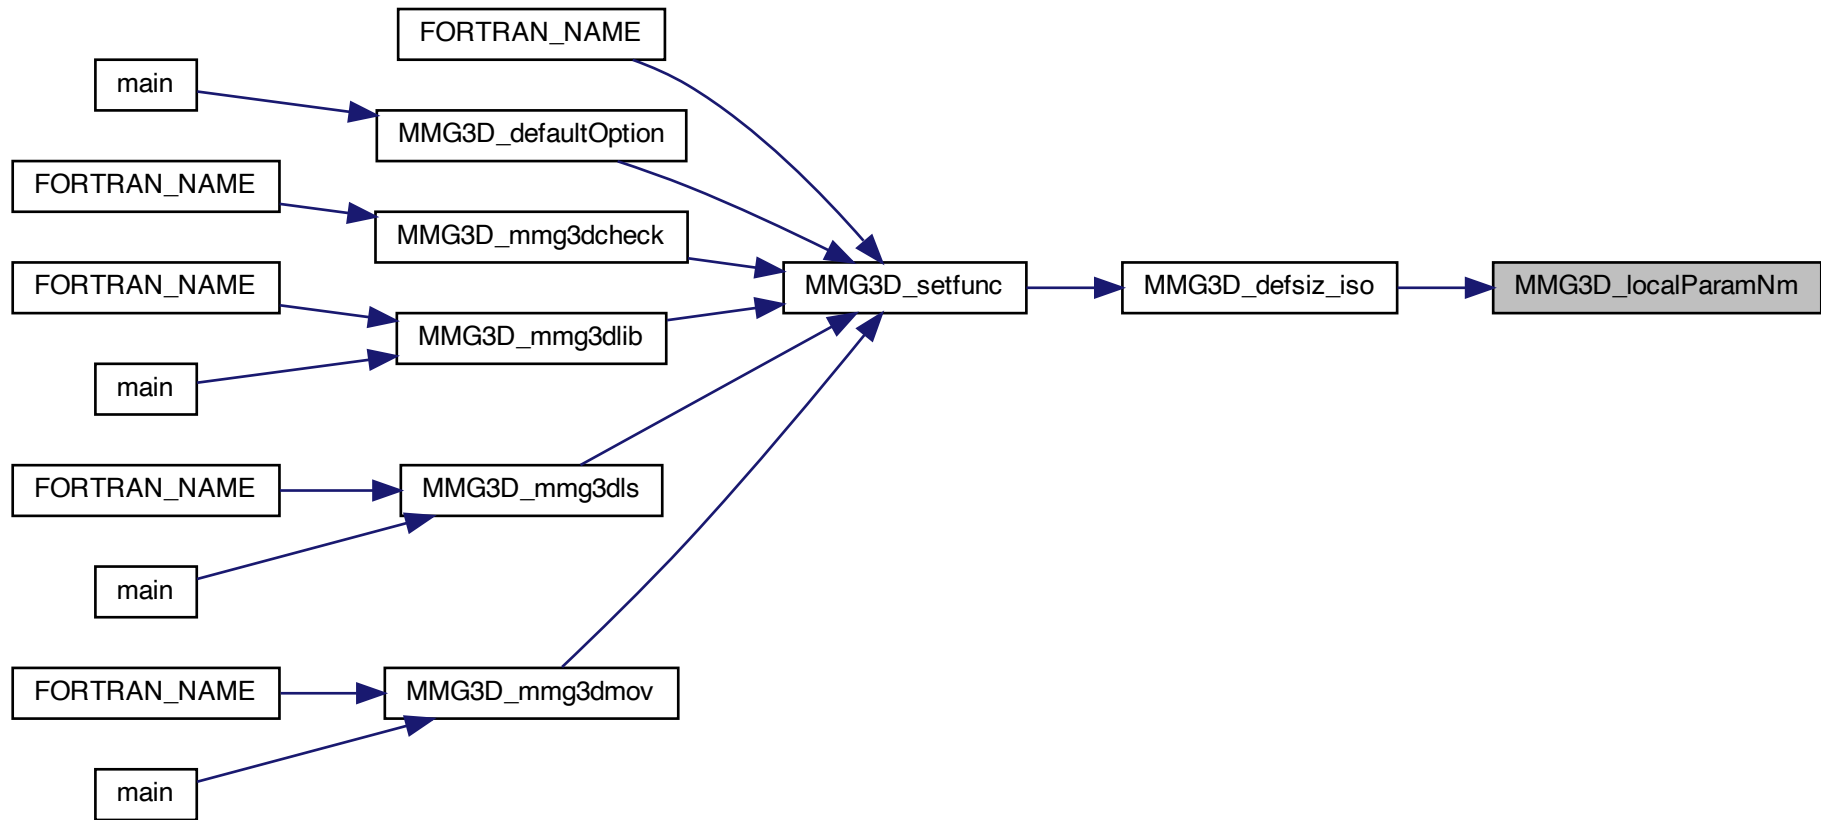 FORTRAN_NAME
main
MMG3D_defaultOption
FORTRAN_NAME
MMG3D_mmg3dcheck
FORTRAN_NAME
MMG3D_setfunc
MMG3D_defsiz_iso
MMG3D_localParamNm
MMG3D_mmg3dlib
main
FORTRAN_NAME
MMG3D_mmg3dls
main
FORTRAN_NAME
MMG3D_mmg3dmov
main